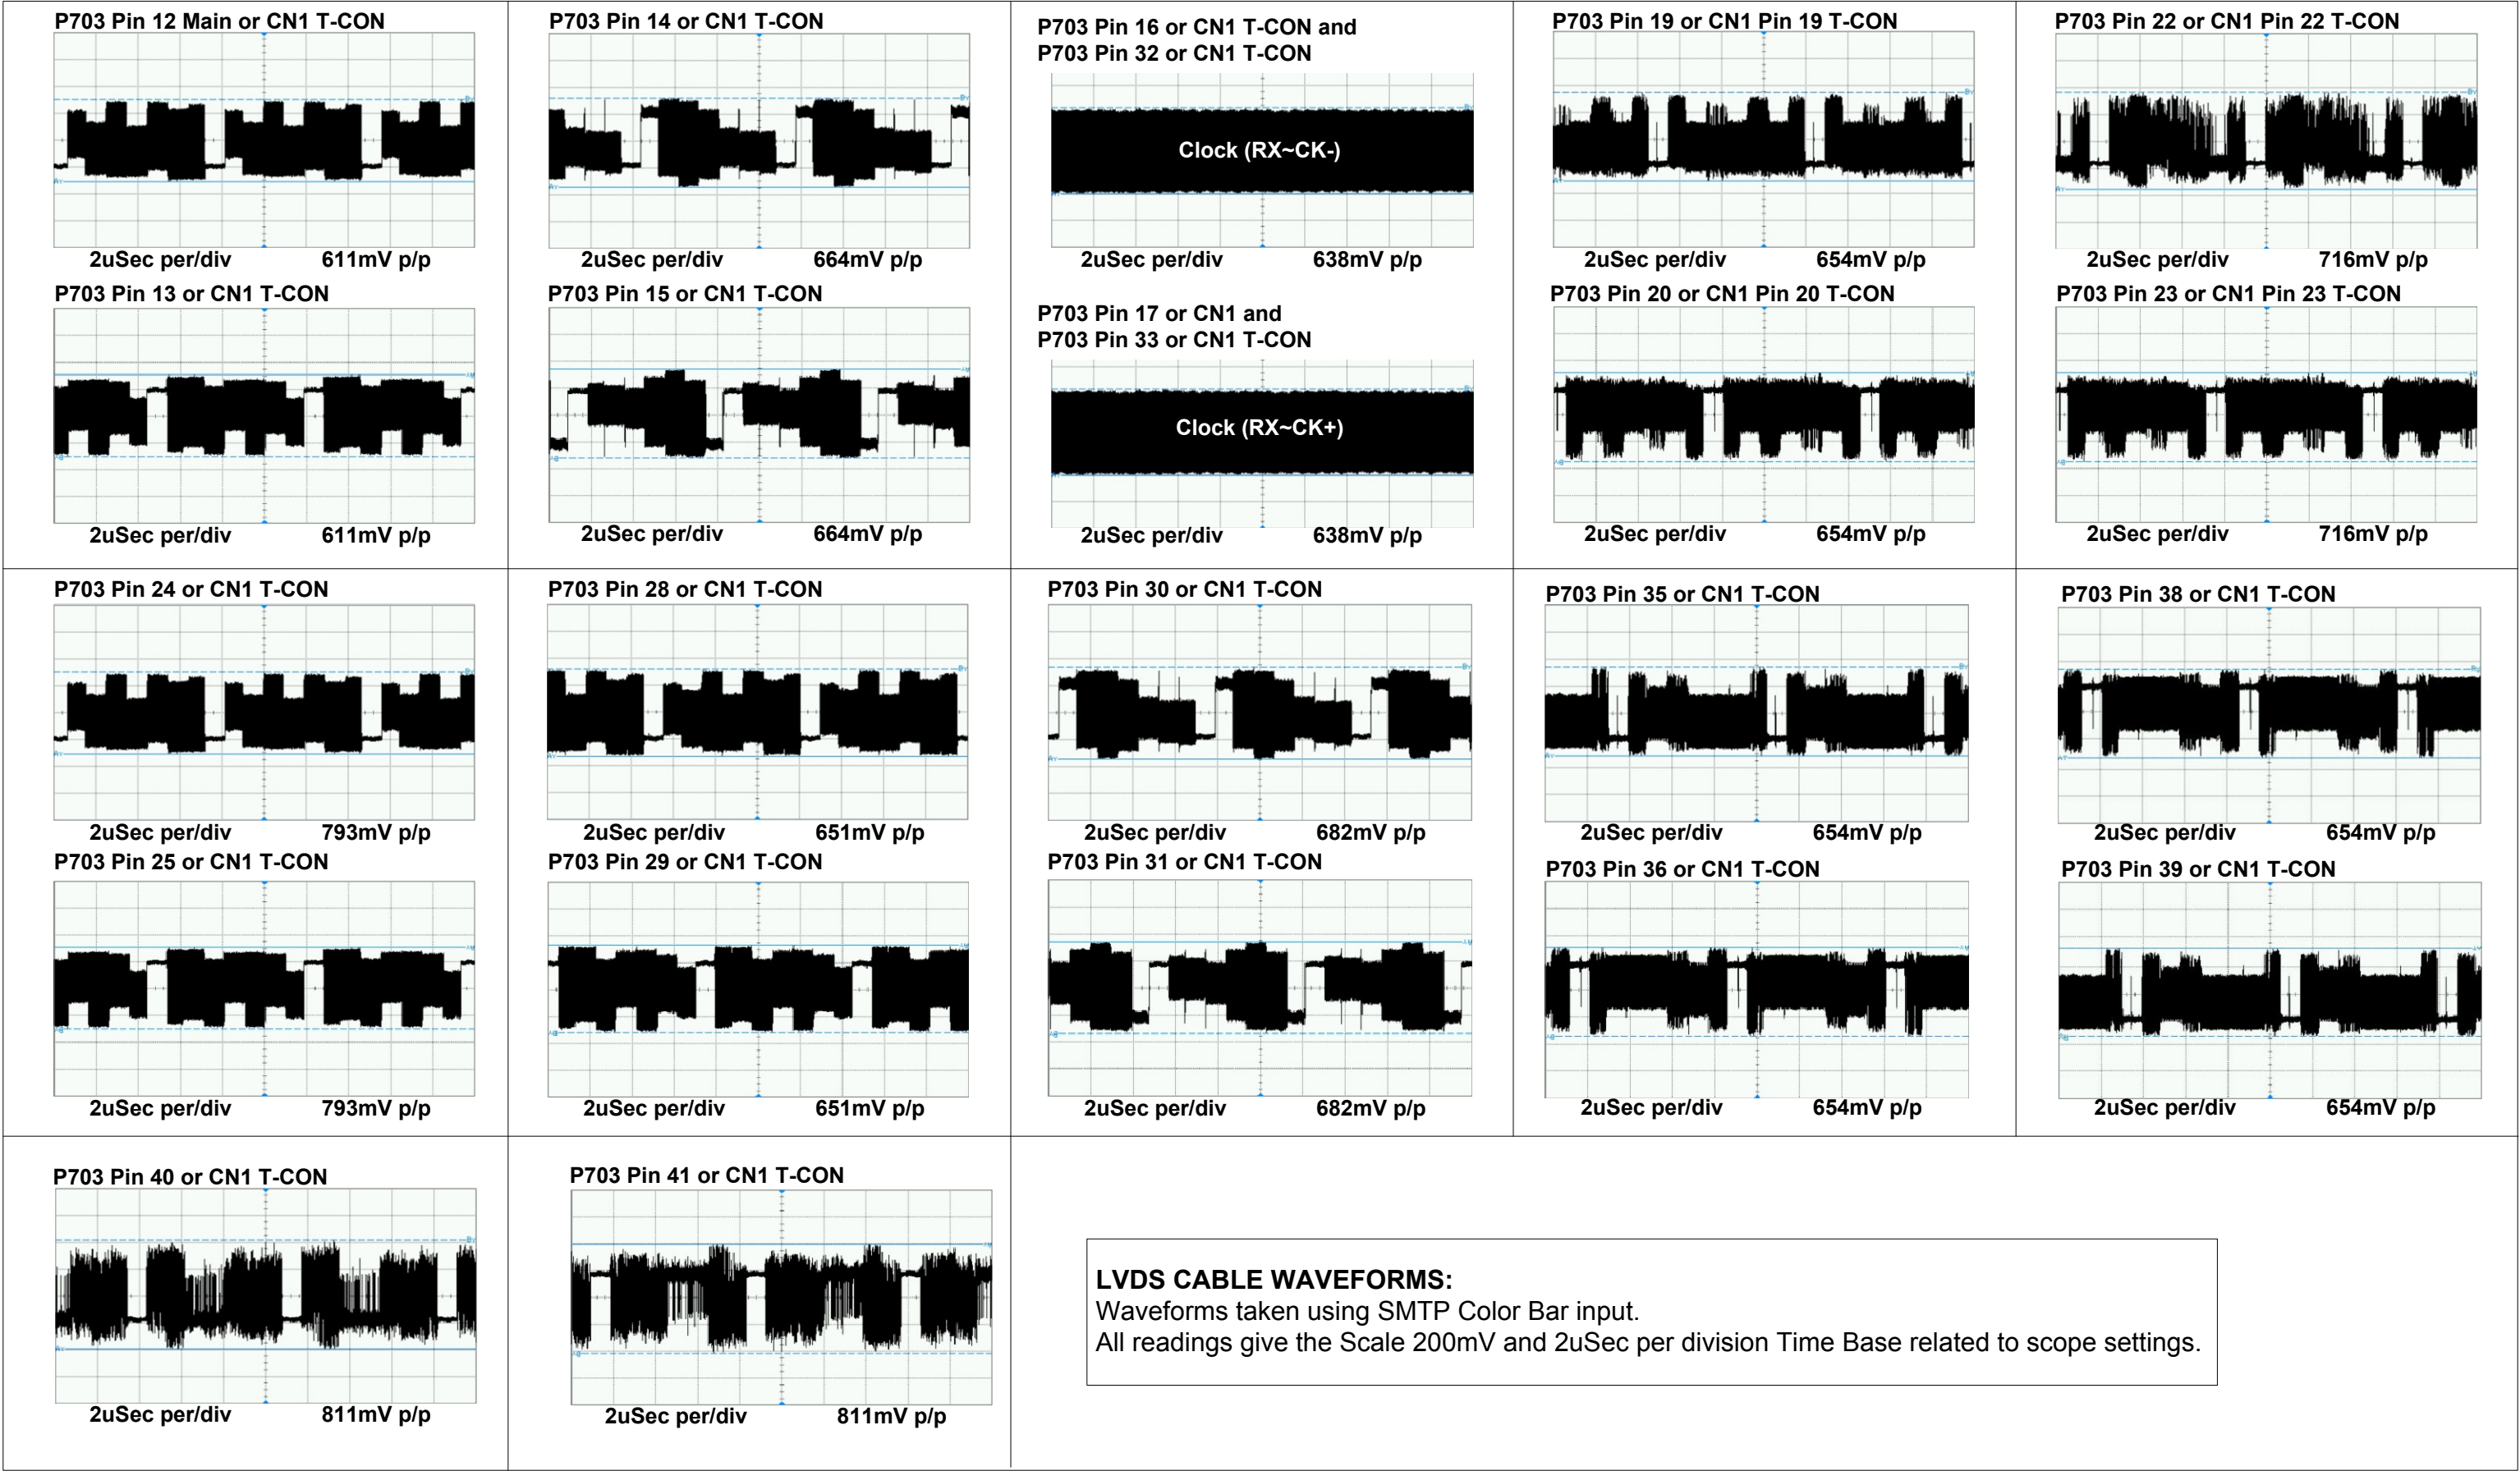 P703 Pin 12 Main or CN1 T-CON
2uSec per/div 611mV p/p
P703 Pin 13 or CN1 T-CON
2uSec per/div 611mV p/p
P703 Pin 14 or CN1 T-CON
2uSec per/div 664mV p/p
P703 Pin 15 or CN1 T-CON
2uSec per/div 664mV p/p
P703 Pin 16 or CN1 T-CON and
P703 Pin 32 or CN1 T-CON
Clock (RX~CK-)
2uSec per/div 638mV p/p
P703 Pin 17 or CN1 and
P703 Pin 33 or CN1 T-CON
Clock (RX~CK+)
2uSec per/div 638mV p/p
P703 Pin 19 or CN1 Pin 19 T-CON
2uSec per/div 654mV p/p
P703 Pin 20 or CN1 Pin 20 T-CON
2uSec per/div 654mV p/p
P703 Pin 22 or CN1 Pin 22 T-CON
2uSec per/div 716mV p/p
P703 Pin 23 or CN1 Pin 23 T-CON
2uSec per/div 716mV p/p
P703 Pin 24 or CN1 T-CON
2uSec per/div 793mV p/p
P703 Pin 25 or CN1 T-CON
2uSec per/div 793mV p/p
P703 Pin 28 or CN1 T-CON
2uSec per/div 651mV p/p
P703 Pin 29 or CN1 T-CON
2uSec per/div 651mV p/p
P703 Pin 30 or CN1 T-CON
2uSec per/div 682mV p/p
P703 Pin 31 or CN1 T-CON
2uSec per/div 682mV p/p
P703 Pin 35 or CN1 T-CON
2uSec per/div 654mV p/p
P703 Pin 36 or CN1 T-CON
2uSec per/div 654mV p/p
P703 Pin 38 or CN1 T-CON
2uSec per/div 654mV p/p
P703 Pin 39 or CN1 T-CON
2uSec per/div 654mV p/p
P703 Pin 40 or CN1 T-CON
2uSec per/div 811mV p/p
P703 Pin 41 or CN1 T-CON
2uSec per/div 811mV p/p
LVDS CABLE WAVEFORMS:
Waveforms taken using SMTP Color Bar input.
All readings give the Scale 200mV and 2uSec per division Time Base related to scope settings.